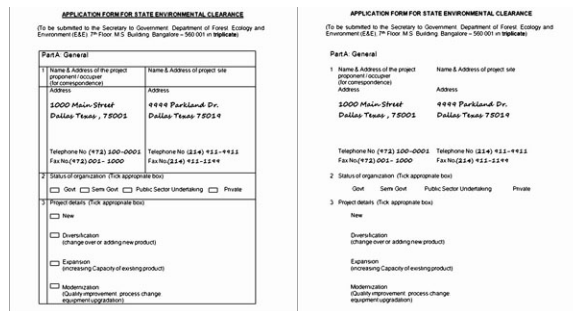 APPLICATION FORM FOR STATE ENVIRONMENTAL CLEARANCE
(To be submitted to the Secretary to Government Department of Forest Ecology and
Environment (E&E), 7th Floor M S Building Bangalore – 560 001 in triplicate)
Part A: General
1 Name & Address of the project proponent / occupier (for correspondence)
Name & Address of project site
Address
1000 Main Street
Dallas Texas , 75001
Address
9999 Parkland Dr.
Dallas Texas 75019
Telephone No (972) 100-0001
Fax No.(972) 001- 1000
Telephone No: (214) 911-9911
Fax No.(214) 911-1199
2 Status of organization (Tick appropriate box)
Govt Semi Govt Public Sector Undertaking Private
3 Project details (Tick appropriate box)
New
Diversification
(change over or adding new product)
Expansion
(increasing Capacity of existing product)
Modernization
(Quality improvement process change
equipment upgradation)
APPLICATION FORM FOR STATE ENVIRONMENTAL CLEARANCE
(To be submitted to the Secretary to Government Department of Forest Ecology and
Environment (E&E), 7th Floor M S Building Bangalore – 560 001 in triplicate)
Part A: General
1 Name & Address of the project proponent / occupier (for correspondence)
Name & Address of project site
Address
1000 Main Street
Dallas Texas , 75001
Address
9999 Parkland Dr.
Dallas Texas 75019
Telephone No (972) 100-0001
Fax No.(972) 001- 1000
Telephone No: (214) 911-9911
Fax No.(214) 911-1199
2 Status of organization (Tick appropriate box)
Govt Semi Govt Public Sector Undertaking Private
3 Project details (Tick appropriate box)
New
Diversification
(change over or adding new product)
Expansion
(increasing Capacity of existing product)
Modernization
(Quality improvement process change
equipment upgradation)